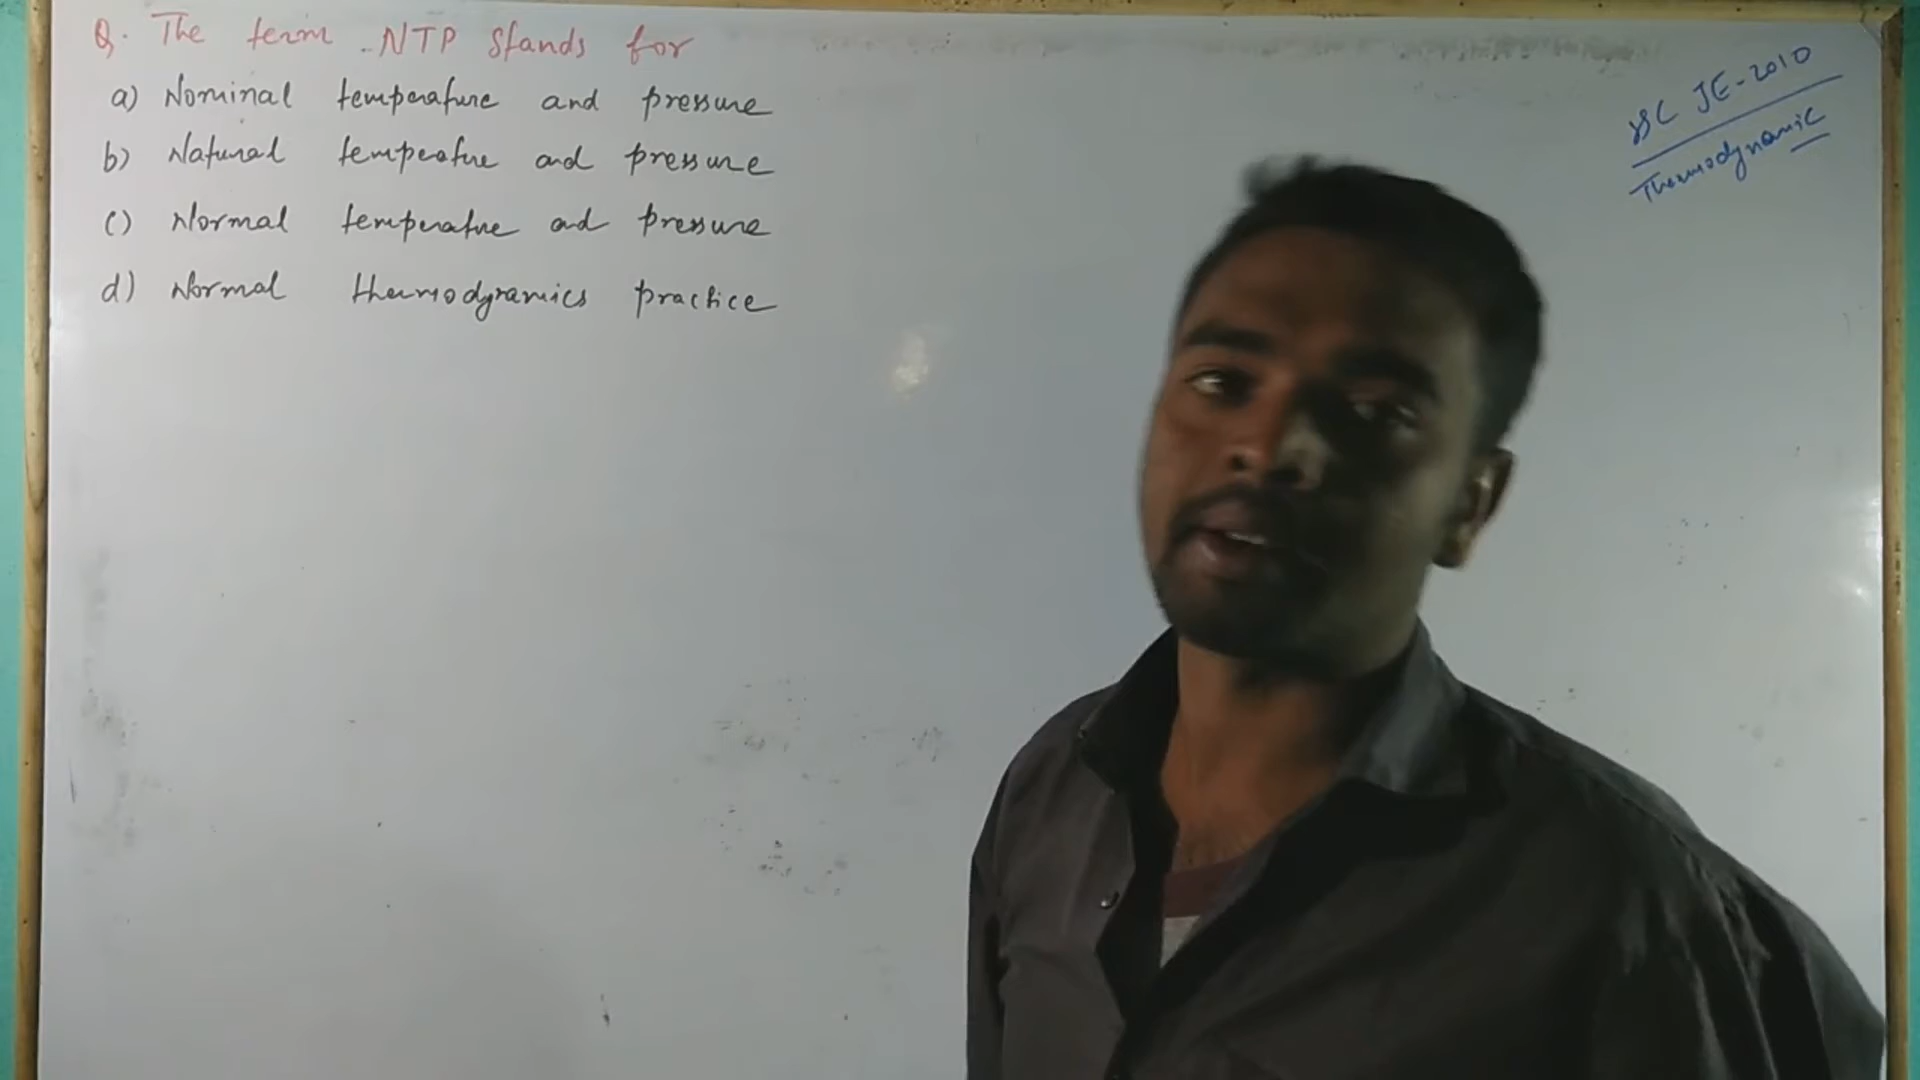 Q. The term NTP stands for
a) Nominal temperature and pressure
b) Natural temperature and pressure
c) Normal temperature and pressure
d) Normal thermodynamics practice
SSC JE-2010
Thermodynamic